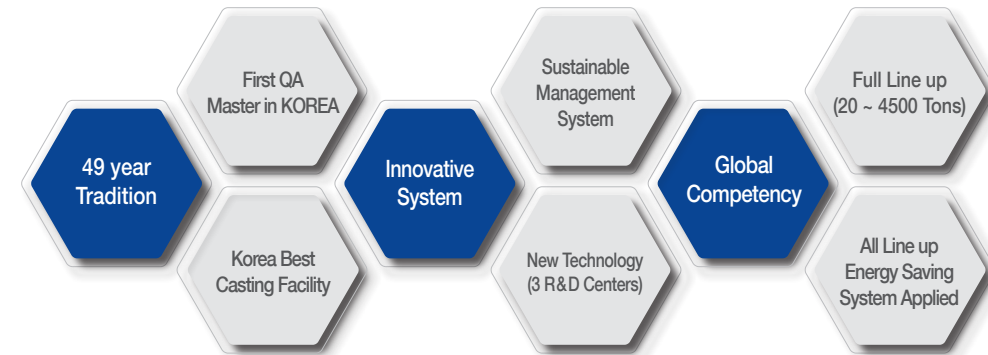 49 year
Tradition
First QA
Master in KOREA
Korea Best
Casting Facility
Innovative
System
Sustainable
Management
System
New Technology
(3 R&D Centers)
Global
Competency
Full Line up
(20 ~ 4500 Tons)
All Line up
Energy Saving
System Applied